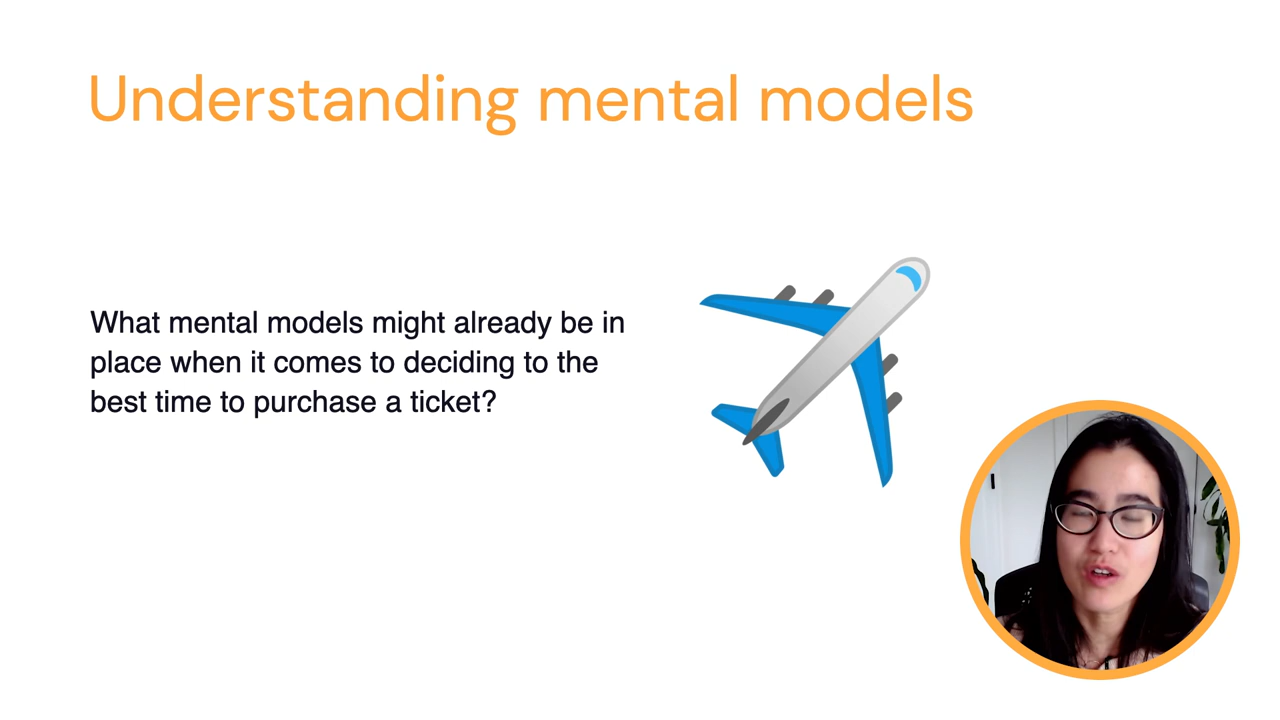 Understanding mental models
What mental models might already be in
place when it comes to deciding to the
best time to purchase a ticket?